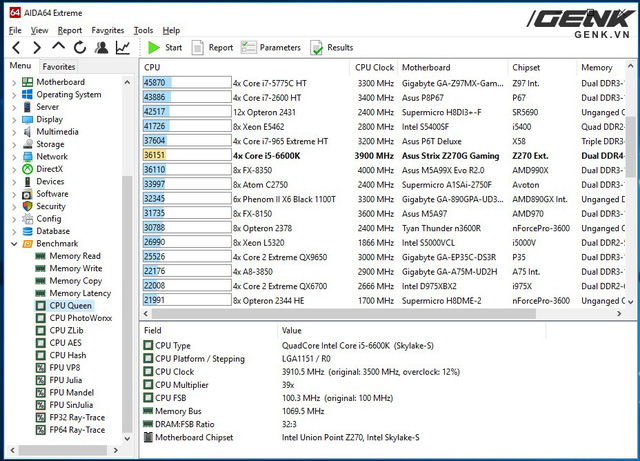 AIDA64 Extreme
GENK
GENK.VN
File View Report Favorites Tools Help
Start Report Parameters Results
Menu Favorites
Motherboard
Operating System
Server
Display
Multimedia
Storage
Network
DirectX
Devices
Software
Security
Config
Database
Benchmark
Memory Read
Memory Write
Memory Copy
Memory Latency
CPU Queen
CPU PhotoWorxx
CPU ZLib
CPU AES
CPU Hash
FPU VP8
FPU Julia
FPU Mandel
FPU SinJulia
FP32 Ray-Trace
FP64 Ray-Trace
CPU CPU Clock Motherboard Chipset Memory
45870 4x Core i7-5775C HT 3300 MHz Gigabyte GA-Z97MX-Gam... Z97 Int. Dual DDR3-1
43886 4x Core i7-2600 HT 3400 MHz Asus P8P67 P67 Dual DDR3-1
42517 12x Opteron 2431 2400 MHz Supermicro H8DI3+-F SR5690 Unganged C
41726 8x Xeon E5462 2800 MHz Intel S5400SF i5400 Quad DDR2-
37604 4x Core i7-965 Extreme HT 3200 MHz Asus P6T Deluxe X58 Triple DDR3-
36151 4x Core i5-6600K 3900 MHz Asus Strix Z270G Gaming Z270 Ext. Dual DDR4-
36110 8x FX-8350 4000 MHz Asus M5A99X Evo R2.0 AMD990X Dual DDR3-1
33997 8x Atom C2750 2400 MHz Supermicro A1SAi-2750F Avoton Dual DDR3-1
32345 6x Phenom II X6 Black 1100T 3300 MHz Gigabyte GA-890GPA-UD3... AMD890GX Int. Unganged C
31735 8x FX-8150 3600 MHz Asus M5A97 AMD970 Dual DDR3-1
30788 8x Opteron 2378 2400 MHz Tyan Thunder n3600R nForcePro-3600 Unganged C
26990 8x Xeon L5320 1866 MHz Intel S5000VCL i5000V Dual DDR2-5
25526 4x Core 2 Extreme QX9650 3000 MHz Gigabyte GA-EP35C-DS3R P35 Dual DDR3-1
22176 4x A8-3850 2900 MHz Gigabyte GA-A75M-UD2H A75 Int. Dual DDR3-1
22008 4x Core 2 Extreme QX6700 2666 MHz Intel D975XBX2 i975X Dual DDR2-6
21991 8x Opteron 2344 HE 1700 MHz Supermicro H8DME-2 nForcePro-3600 Unganged C
Field Value
CPU Type QuadCore Intel Core i5-6600K (Skylake-S)
CPU Platform / Stepping LGA1151 / R0
CPU Clock 3910.5 MHz (original: 3500 MHz, overclock: 12%)
CPU Multiplier 39x
CPU FSB 100.3 MHz (original: 100 MHz)
Memory Bus 1069.5 MHz
DRAM:FSB Ratio 32:3
Motherboard Chipset Intel Union Point Z270, Intel Skylake-S